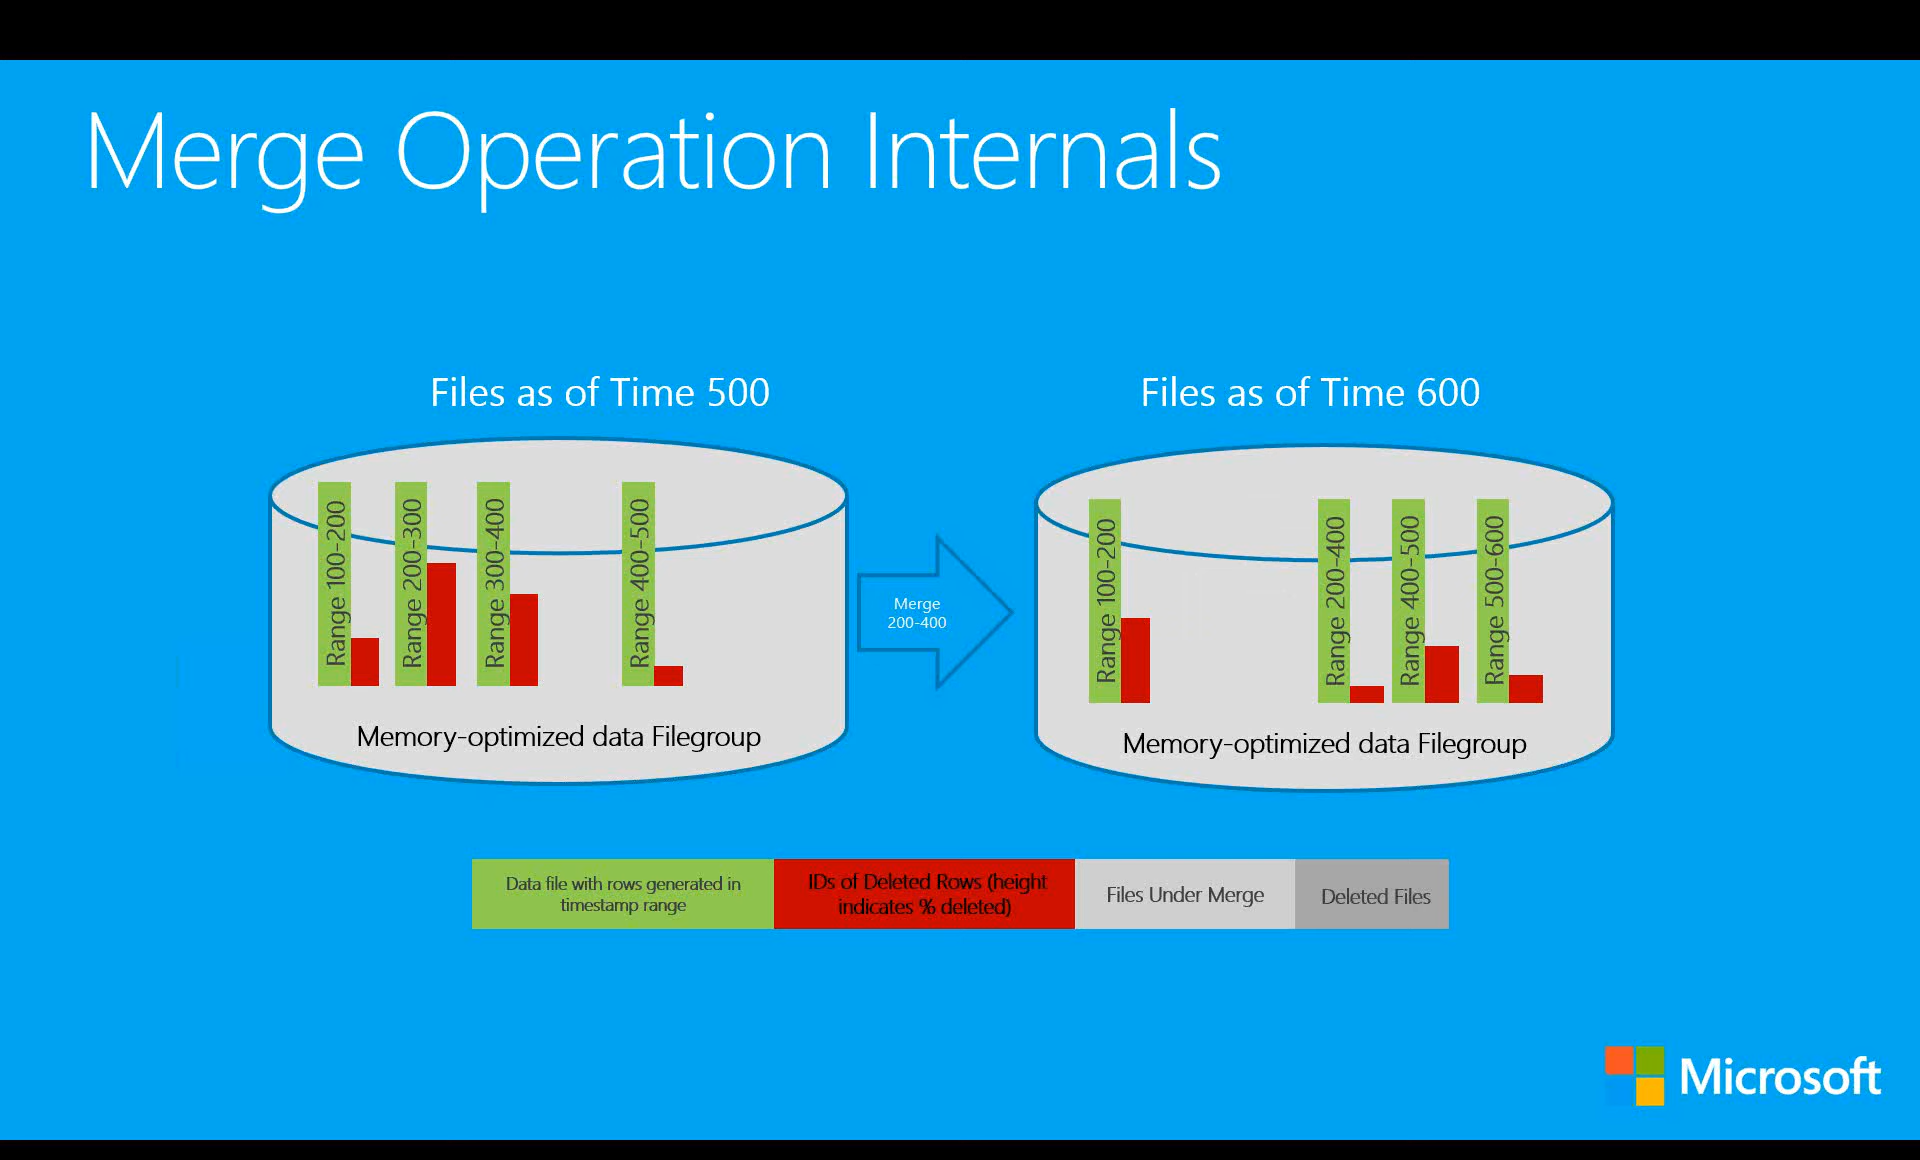 Merge Operation Internals
Files as of Time 500
Files as of Time 600
Range 100-200
Range 200-300
Range 300-400
Range 400-500
Memory-optimized data Filegroup
Merge
200-400
Range 100-200
Range 200-400
Range 400-500
Range 500-600
Memory-optimized data Filegroup
Data file with rows generated in
timestamp range
IDs of Deleted Rows (height
indicates % deleted)
Files Under Merge
Deleted Files
Microsoft